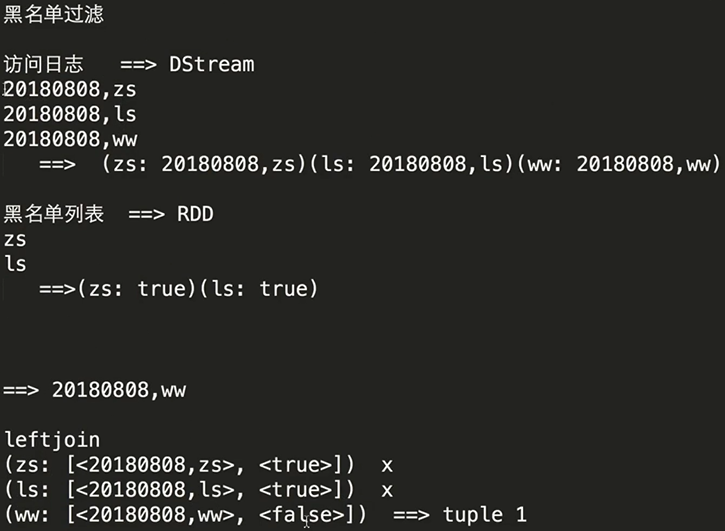 黑名单过滤
访问日志   ==> DStream
20180808,zs
20180808,ls
20180808,ww
   ==>  (zs: 20180808,zs)(ls: 20180808,ls)(ww: 20180808,ww)
黑名单列表  ==> RDD
zs
ls
   ==>(zs: true)(ls: true)
==> 20180808,ww
leftjoin
(zs: [<20180808,zs>, <true>])  x
(ls: [<20180808,ls>, <true>])  x
(ww: [<20180808,ww>, <false>])  ==> tuple 1